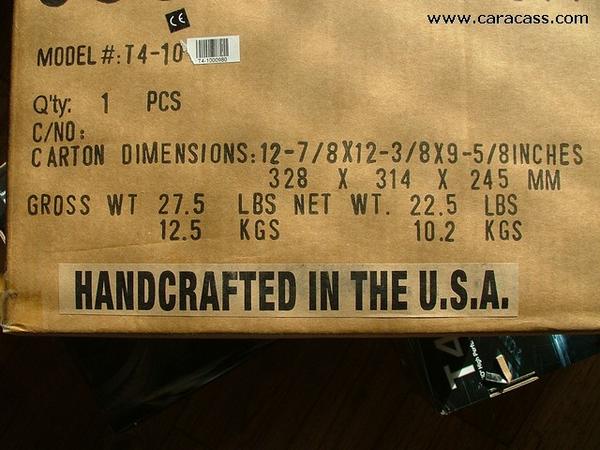 www.caracass.com
CE
MODEL #: T4-10
T4-1000980
Q'ty: 1 PCS
C/NO:
CARTON DIMENSIONS: 12-7/8X12-3/8X9-5/8INCHES
328 X 314 X 245 MM
GROSS WT 27.5 LBS NET WT. 22.5 LBS
12.5 KGS 10.2 KGS
HANDCRAFTED IN THE U.S.A.
T4